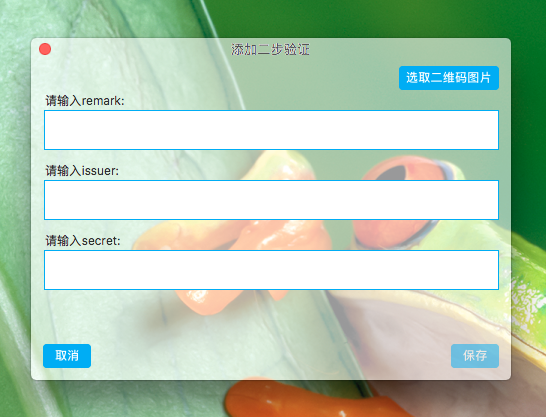 添加二步验证
选取二维码图片
请输入remark:
请输入issuer:
请输入secret:
取消
保存